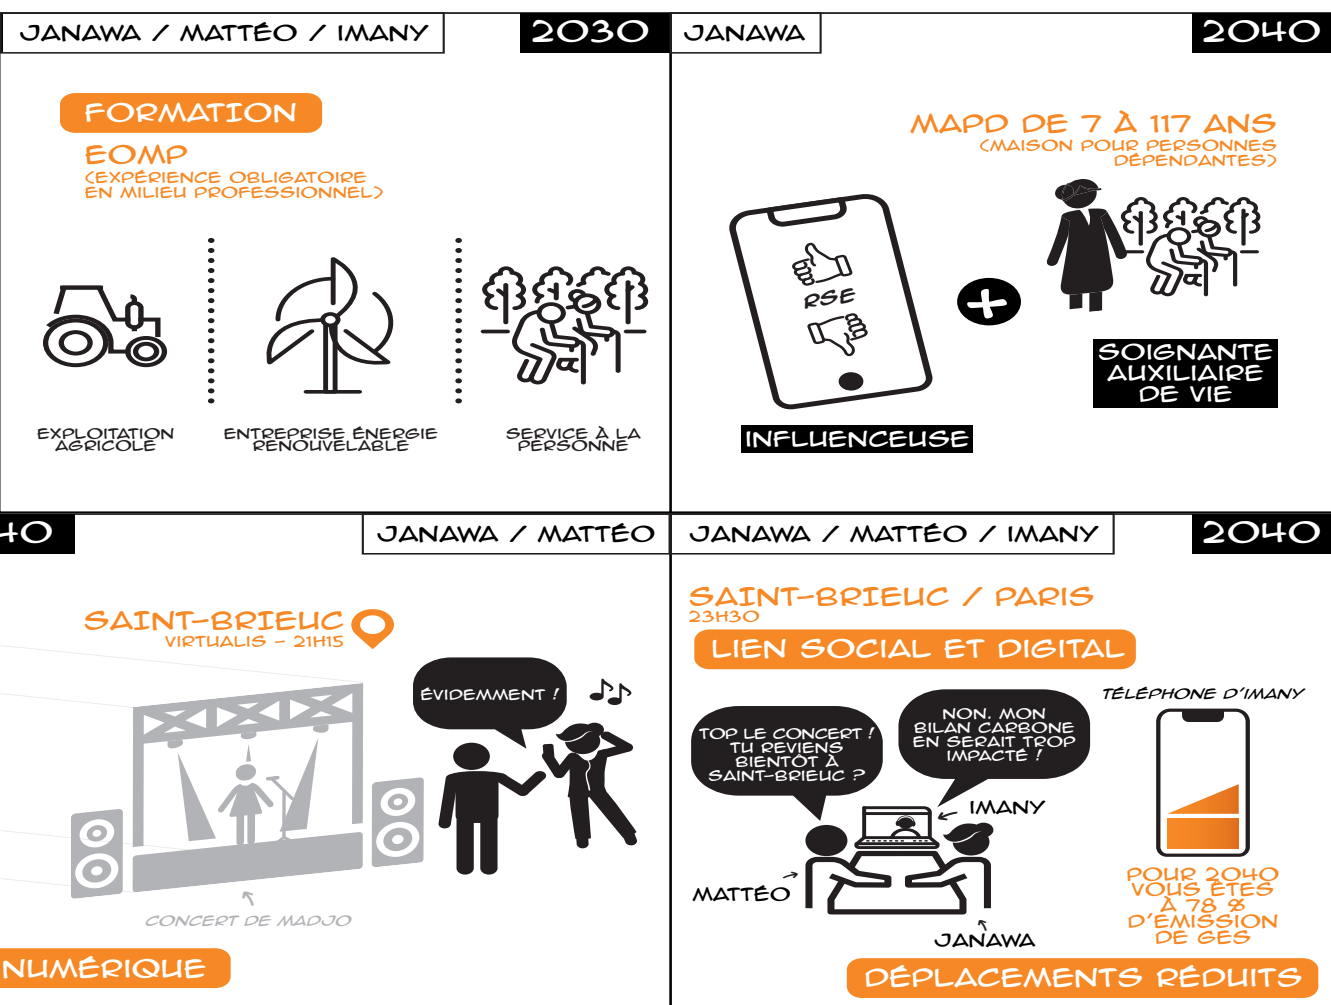 JANAWA / MATTÉO / IMANY
2030
FORMATION
EOMP
(EXPÉRIENCE OBLIGATOIRE
EN MILIEU PROFESSIONNEL)
EXPLOITATION
AGRICOLE
ENTREPRISE ÉNERGIE
RENOUVELABLE
SERVICE À LA
PERSONNE
JANAWA
2040
MAPD DE 7 À 117 ANS
(MAISON POUR PERSONNES
DÉPENDANTES)
RSE
INFLUENCEUSE
SOIGNANTE
AUXILIAIRE
DE VIE
40
JANAWA / MATTÉO
SAINT-BRIEUC
VIRTUALIS - 21H15
ÉVIDEMMENT !
CONCERT DE MADJO
NUMÉRIQUE
JANAWA / MATTÉO / IMANY
2040
SAINT-BRIEUC / PARIS
23H30
LIEN SOCIAL ET DIGITAL
TOP LE CONCERT !
TU REVIENS
BIENTÔT À
SAINT-BRIEUC ?
NON, MON
BILAN CARBONE
EN SERAIT TROP
IMPACTÉ !
IMANY
MATTÉO
JANAWA
TÉLÉPHONE D'IMANY
POUR 2040
VOUS ÊTES
À 78 %
D'ÉMISSION
DE GES
DÉPLACEMENTS RÉDUITS